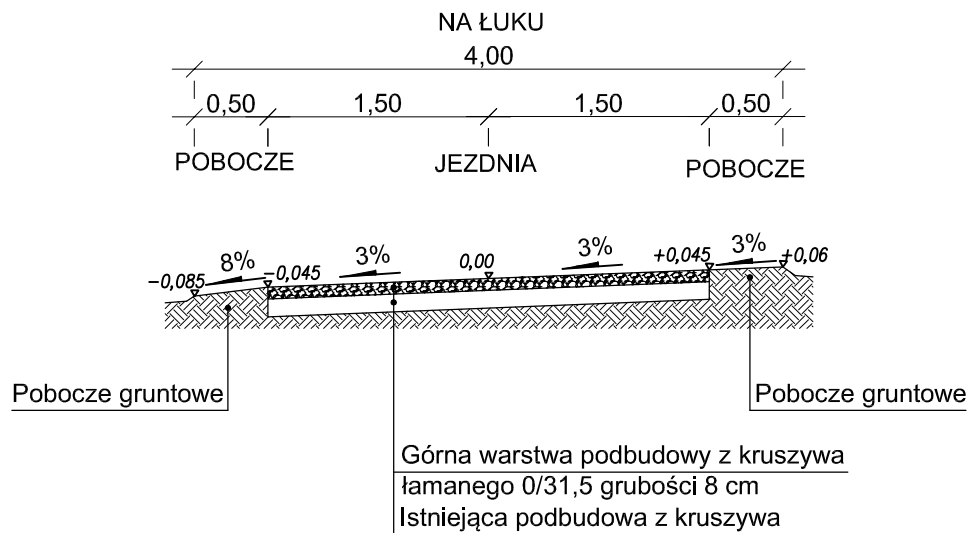 NA ŁUKU
4,00
0,50 1,50 1,50 0,50
POBOCZE JEZDNIA POBOCZE
8% −0,045 3% 0,00 3% +0,045 3% +0,06
−0,085
Pobocze gruntowe Pobocze gruntowe
Górna warstwa podbudowy z kruszywa
łamanego 0/31,5 grubości 8 cm
Istniejąca podbudowa z kruszywa